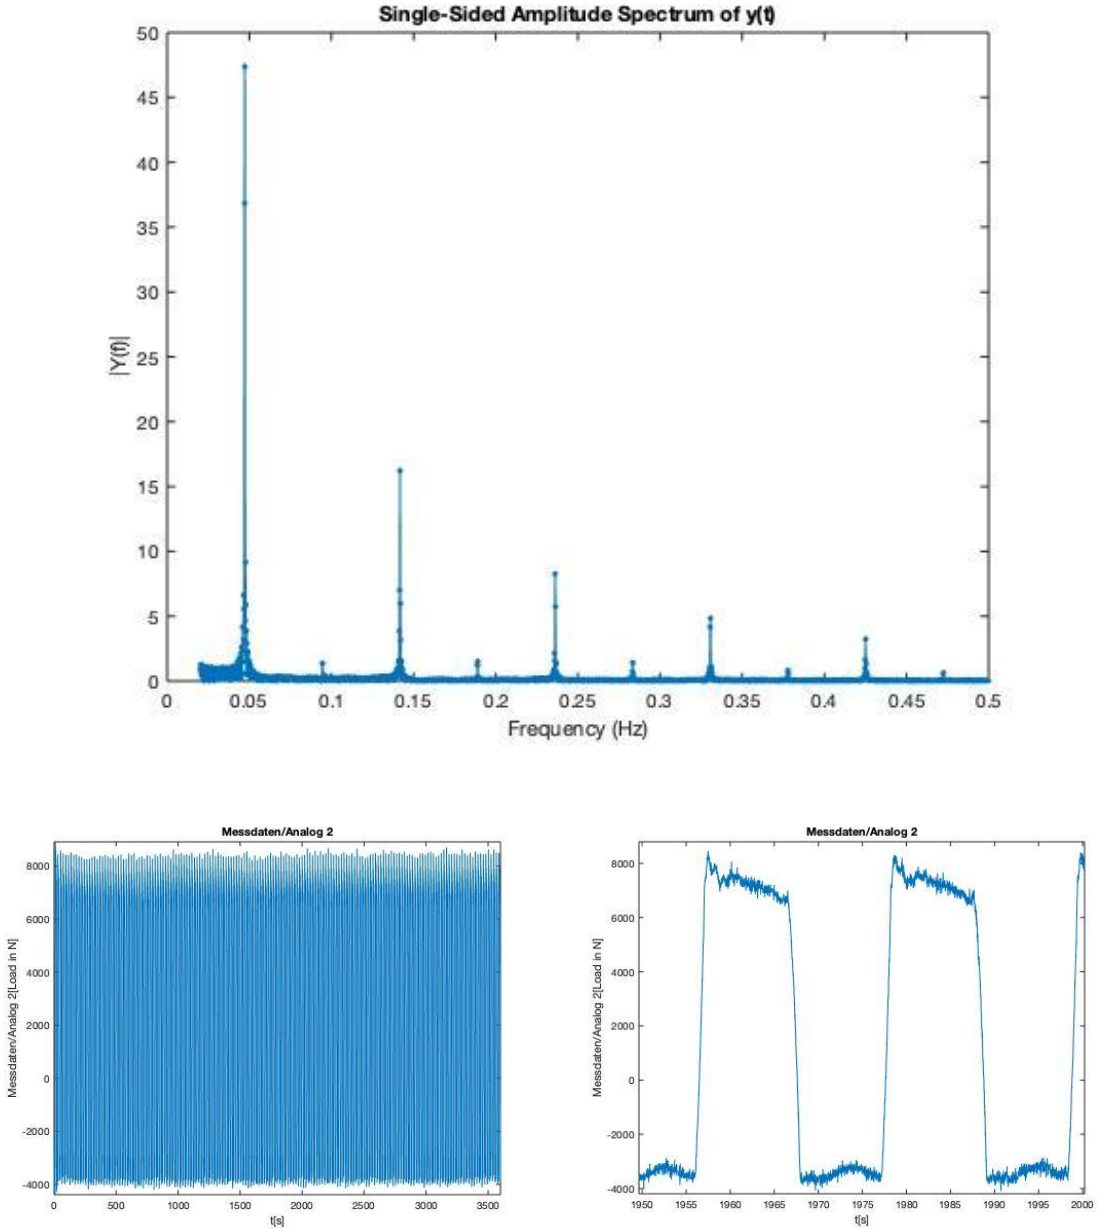 Single-Sided Amplitude Spectrum of y(t)
50
45
40
35
30
25
20
15
10
5
0
|Y(f)|
0 0.05 0.1 0.15 0.2 0.25 0.3 0.35 0.4 0.45 0.5
Frequency (Hz)
Messdaten/Analog 2
8000
6000
4000
2000
0
-2000
-4000
Messdaten/Analog 2[Load in N]
0 500 1000 1500 2000 2500 3000 3500
t[s]
Messdaten/Analog 2
8000
6000
4000
2000
0
-2000
-4000
Messdaten/Analog 2[Load in N]
1950 1955 1960 1965 1970 1975 1980 1985 1990 1995 2000
t[s]